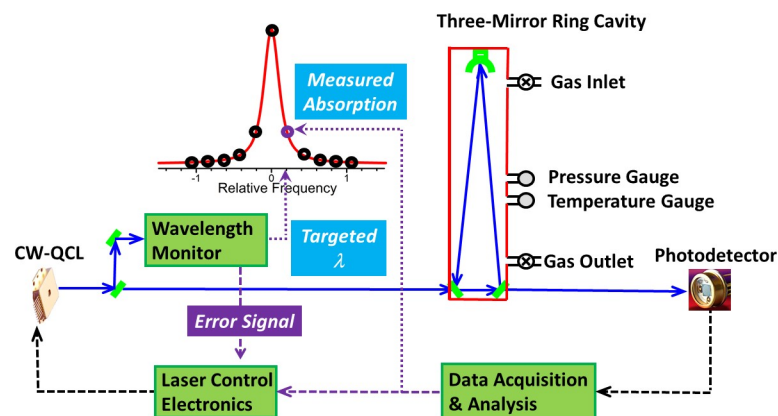 Three-Mirror Ring Cavity
Measured
Absorption
Gas Inlet
-1
0
1
Relative Frequency
Pressure Gauge
Temperature Gauge
Wavelength
Monitor
Targeted
λ
CW-QCL
Gas Outlet
Photodetector
Error Signal
Laser Control
Electronics
Data Acquisition
& Analysis